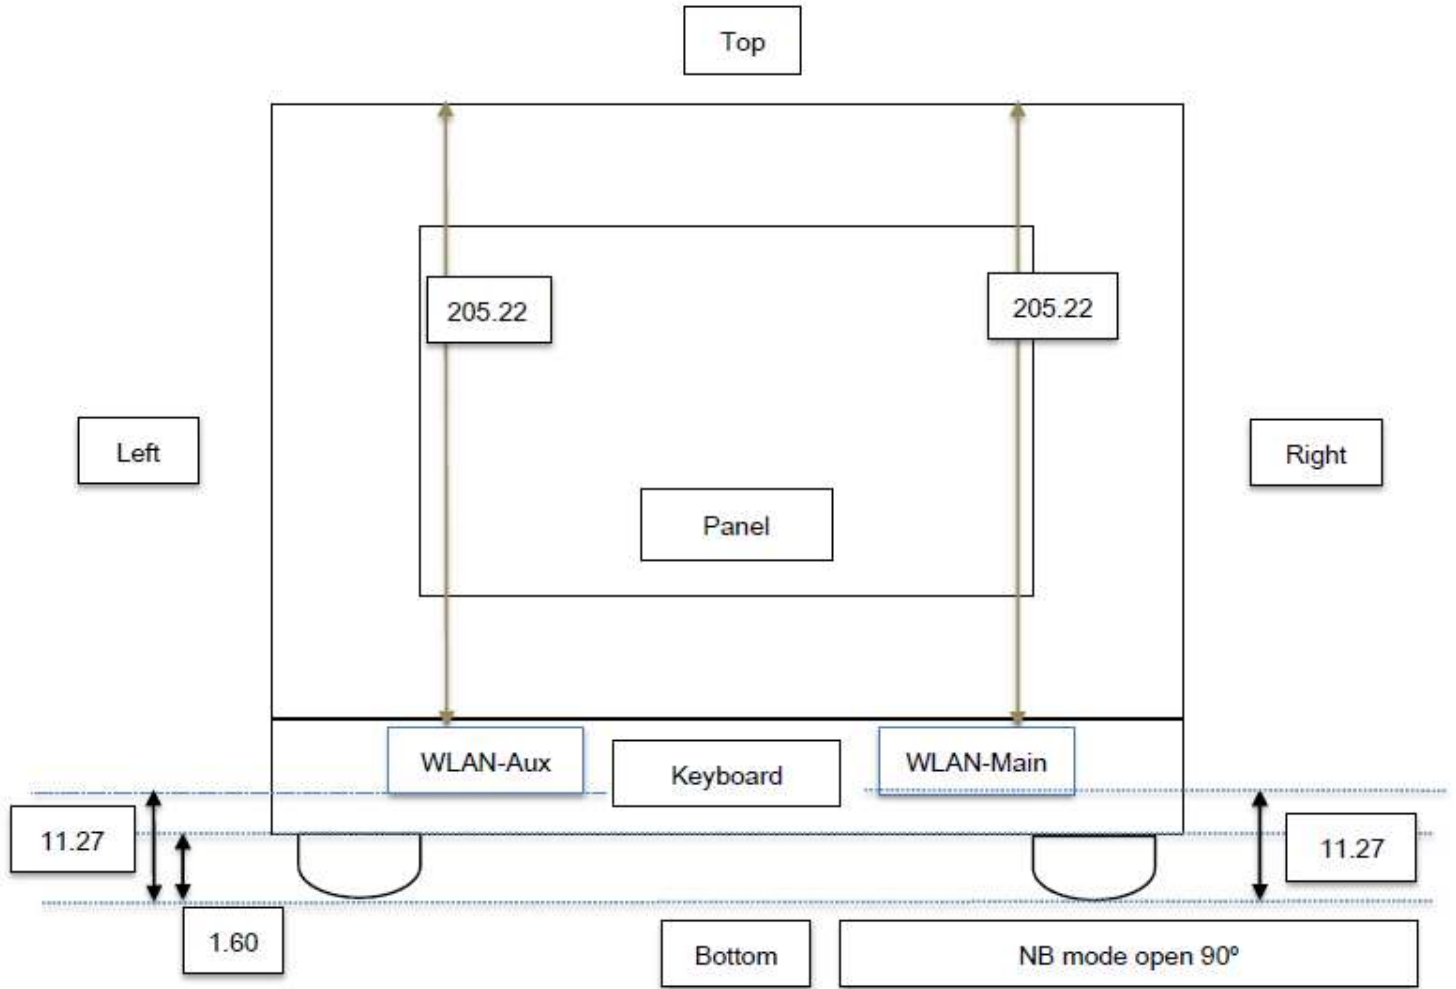 Top
205.22
205.22
Left
Right
Panel
WLAN-Aux
Keyboard
WLAN-Main
11.27
11.27
1.60
Bottom
NB mode open 90º